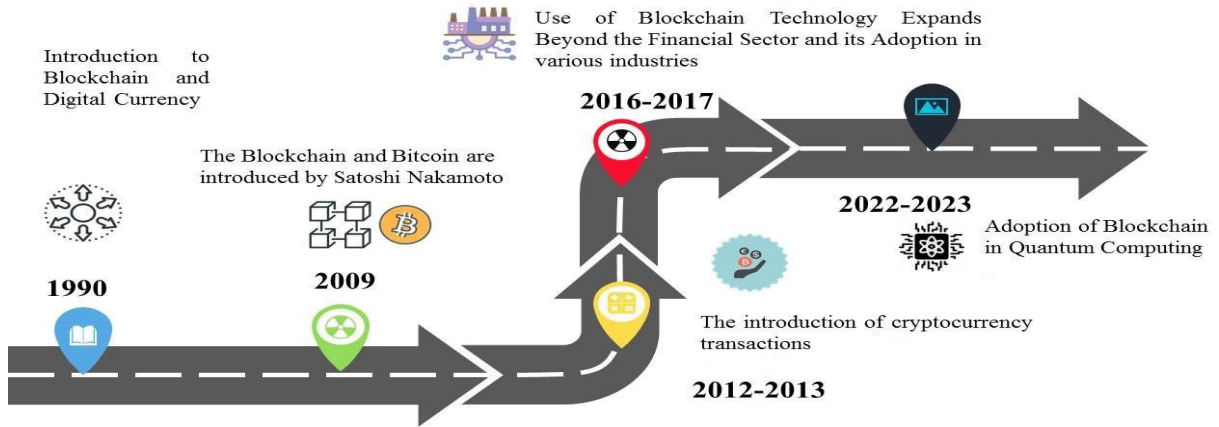 Introduction to
Blockchain and
Digital Currency
1990
The Blockchain and Bitcoin are
introduced by Satoshi Nakamoto
2009
Use of Blockchain Technology Expands
Beyond the Financial Sector and its Adoption in
various industries
2016-2017
The introduction of cryptocurrency
transactions
2012-2013
2022-2023
Adoption of Blockchain
in Quantum Computing